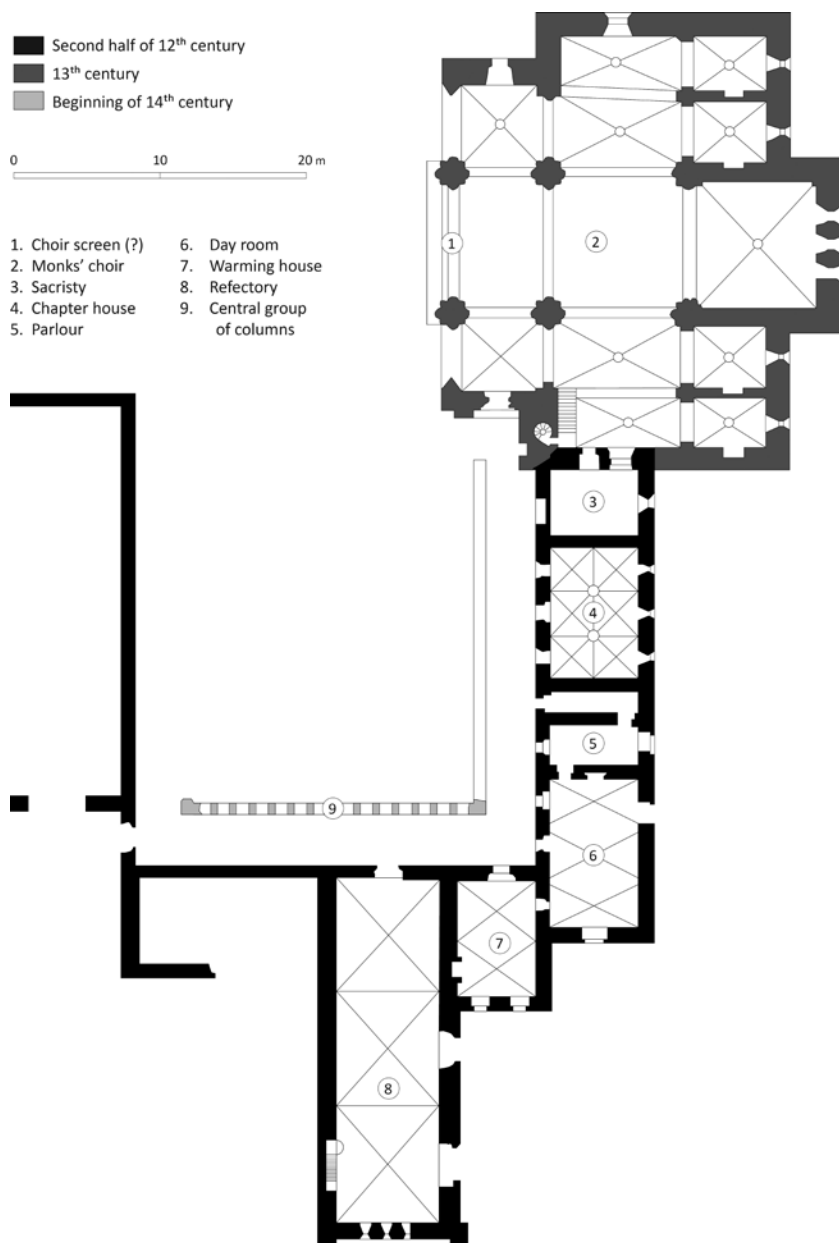 Second half of 12th century
13th century
Beginning of 14th century
0 10 20 m
1. Choir screen (?)
2. Monks' choir
3. Sacristy
4. Chapter house
5. Parlour
6. Day room
7. Warming house
8. Refectory
9. Central group
of columns
1
2
3
4
5
6
7
8
9